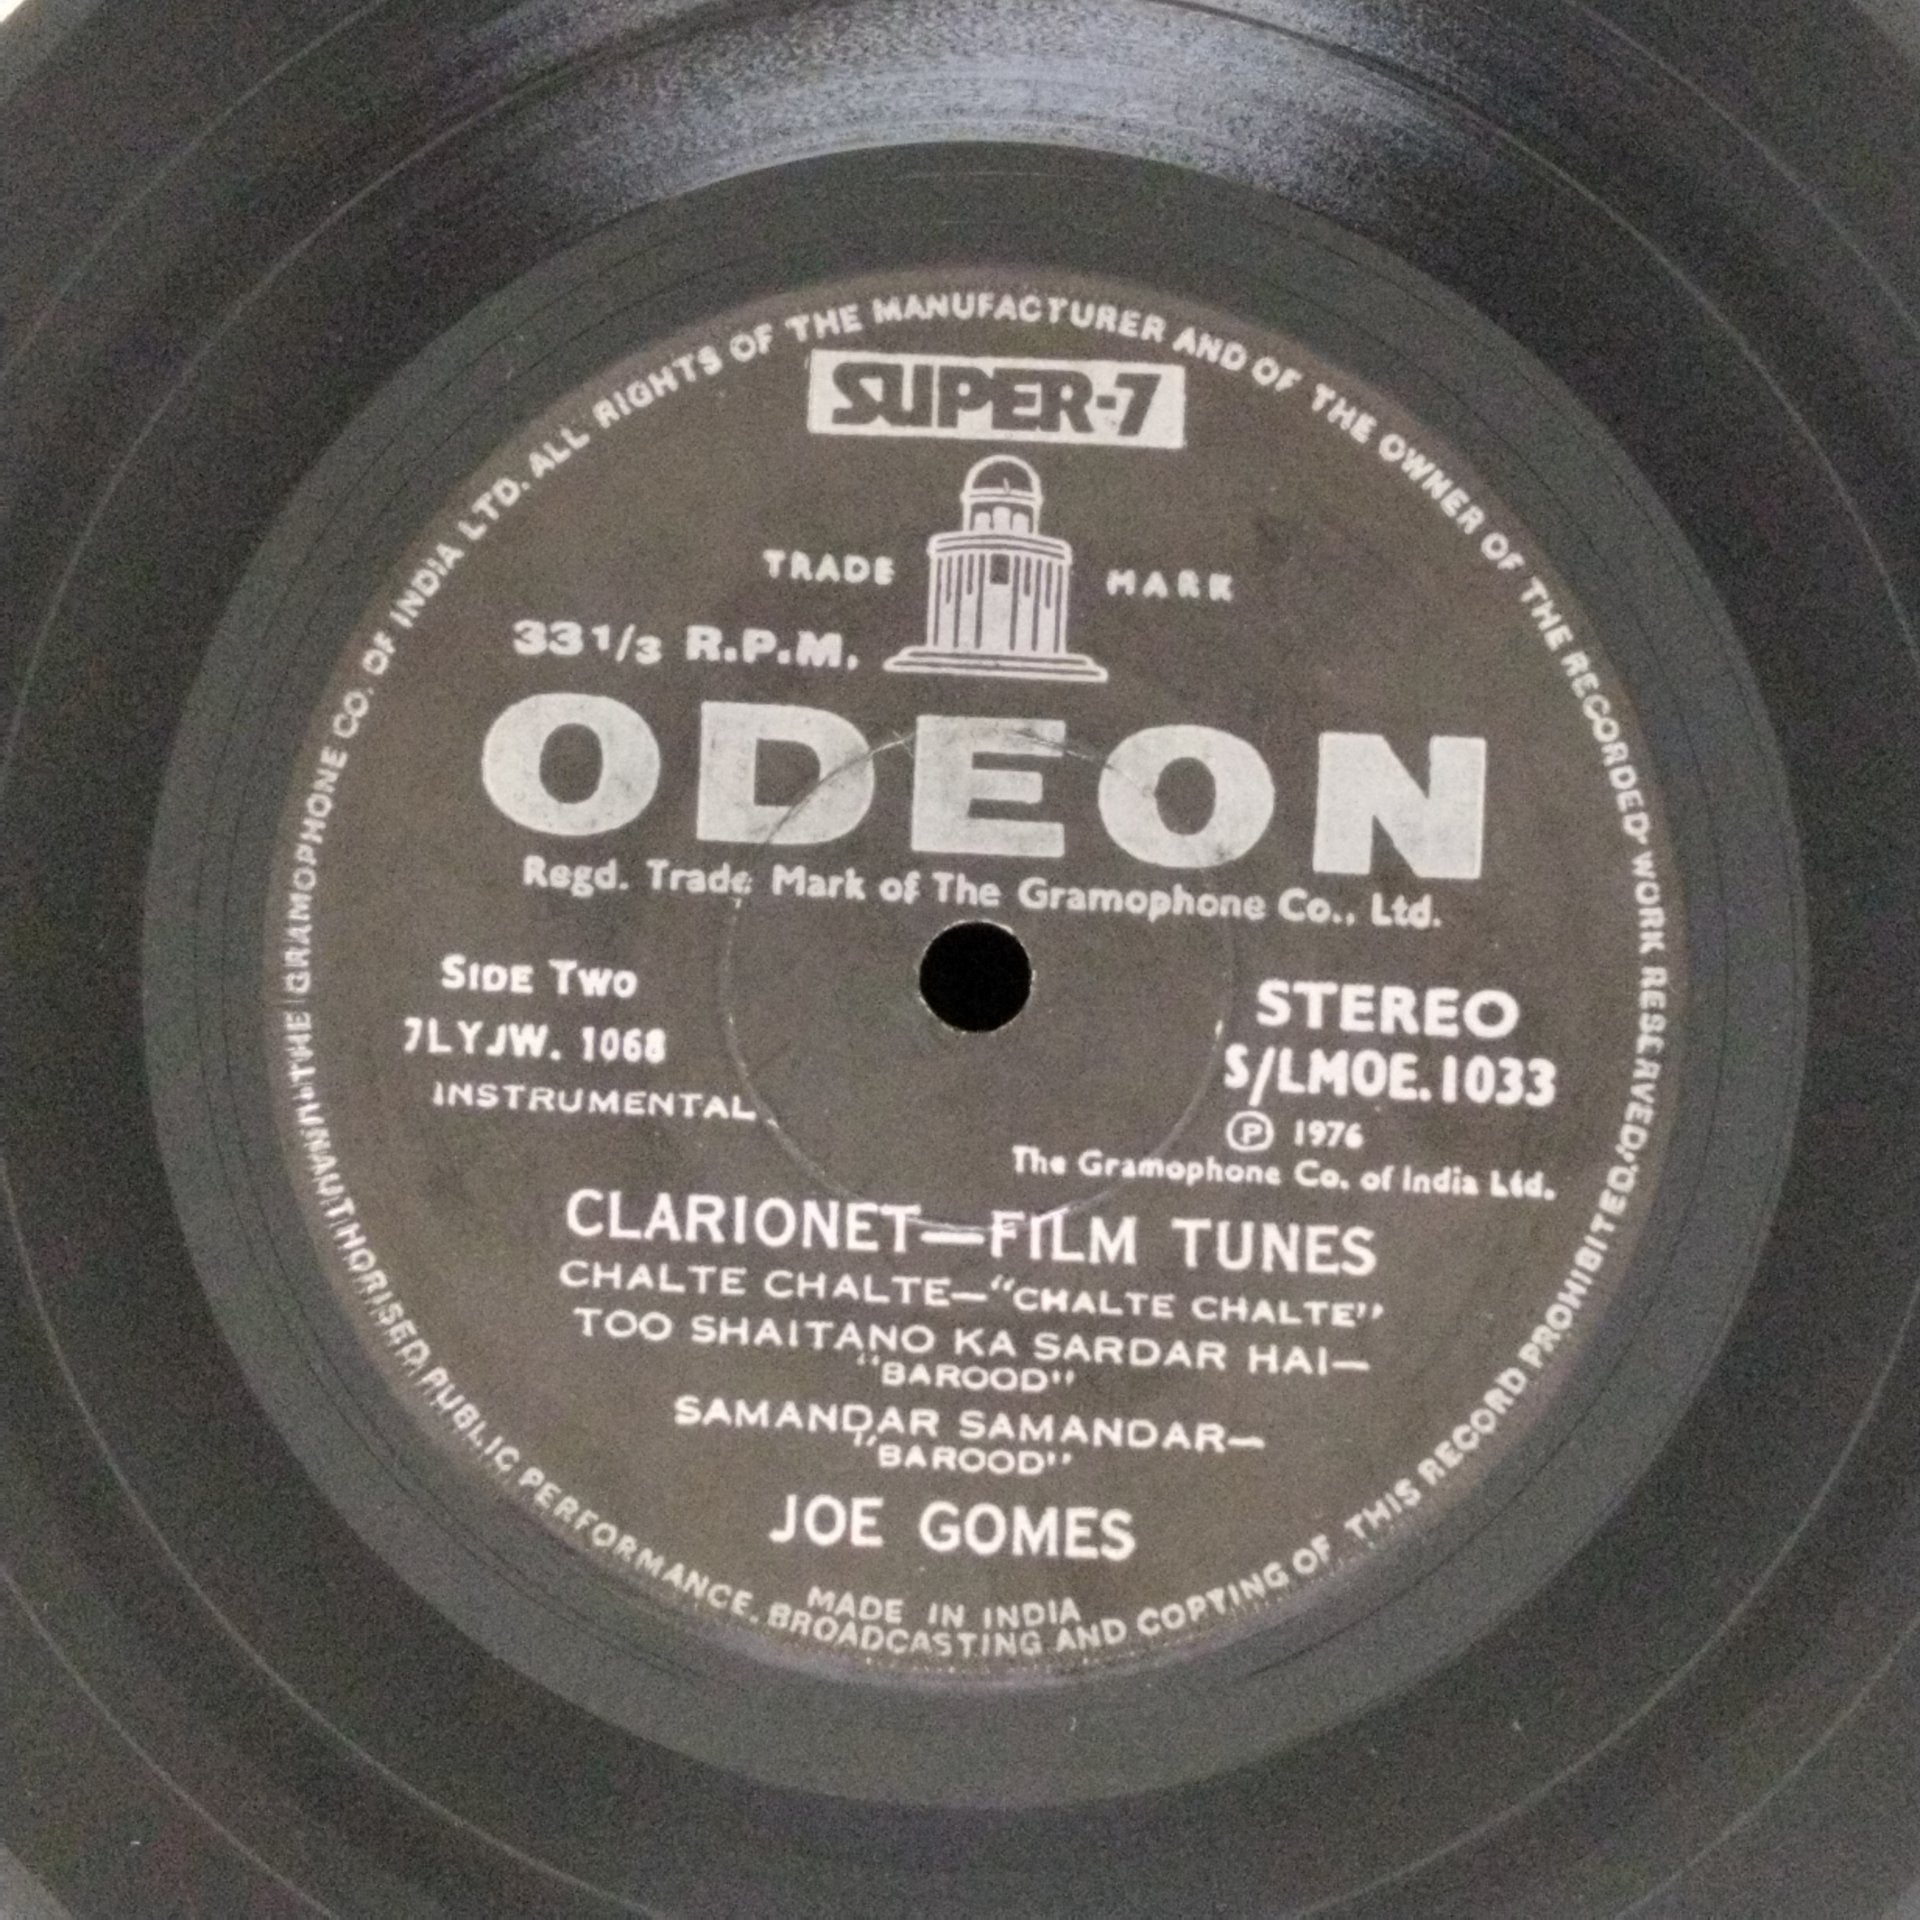 SUPER-7
TRADE MARK
33 1/3 R.P.M.
ODEON
Regd. Trade Mark of The Gramophone Co., Ltd.
SIDE TWO
7LYJW. 1068
INSTRUMENTAL
STEREO
S/LMOE.1033
Ⓟ 1976
The Gramophone Co. of India Ltd.
CLARIONET—FILM TUNES
CHALTE CHALTE—"CHALTE CHALTE"
TOO SHAITANO KA SARDAR HAI—
"BAROOD"
SAMANDAR SAMANDAR—
"BAROOD"
JOE GOMES
MADE IN INDIA
THE GRAMOPHONE CO. OF INDIA LTD. ALL RIGHTS OF THE MANUFACTURER AND OF THE OWNER OF THE RECORDED WORK RESERVED. UNAUTHORISED PUBLIC PERFORMANCE, BROADCASTING AND COPYING OF THIS RECORD PROHIBITED